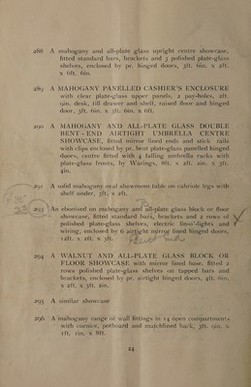 288 A mahogany and all-plate glass upright centre showcase,
fitted standard bars, brackets and 3 polished plate-glass
shelves, enclosed by pr. hinged doors, 3ft. 6in. x 2ft.
x 6ft. 6in.
289 A MAHOGANY PANELLED CASHIER'S ENCLOSURE
with clear plate-glass upper panels, 2 pay-holes, 2ft.
9in. desk, till drawer and shelf, raised floor and hinged
door, 3ft. 6in. x 3ft. 6in. x 6ft.
290 A MAHOGANY AND ALL-PLATE GLASS DOUBLE
BENT-END AIRTIGHT UMBRELLA CENTRE
SHOWCASE, fitted mirror lined ends and stick rails
with clips enclosed by pr. bent plate-glass panelled hinged
doors, centre fitted with 4 falling umbrella racks with
plate-glass fronts, by Warings, 8ft. x 2ft. 2in. x 3ft.
4in.
291 A solid mahogany oval showroom table on cabriole legs with
shelf under, 3ft. x 2ft.
293 An ebonised on mahogany and all-plate glass block or floor
showcase, fitted standard bars, brackets and 2 rows of
polished plate-glass shelves, electric lights and
wiring, enclosed by 6 airtight mirror lined hinged doors,
12ft. x 2ft. x 3ft.
294 A WALNUT AND ALL-PLATE GLASS BLOCK OR
FLOOR SHOWCASE with mirror lined base, fitted 2
rows polished plate-glass shelves on tapped bars and
brackets, enclosed by pr. airtight hinged doors, 4ft. 6in.
x 2ft. x 3ft. 6in.
295 A similar showcase
296 A mahogany range of wall fittings in 14 open compartments
with cornice, potboard and matchlined back, 31ft. 9in. x
1ft. 1in. x 8ft.
24